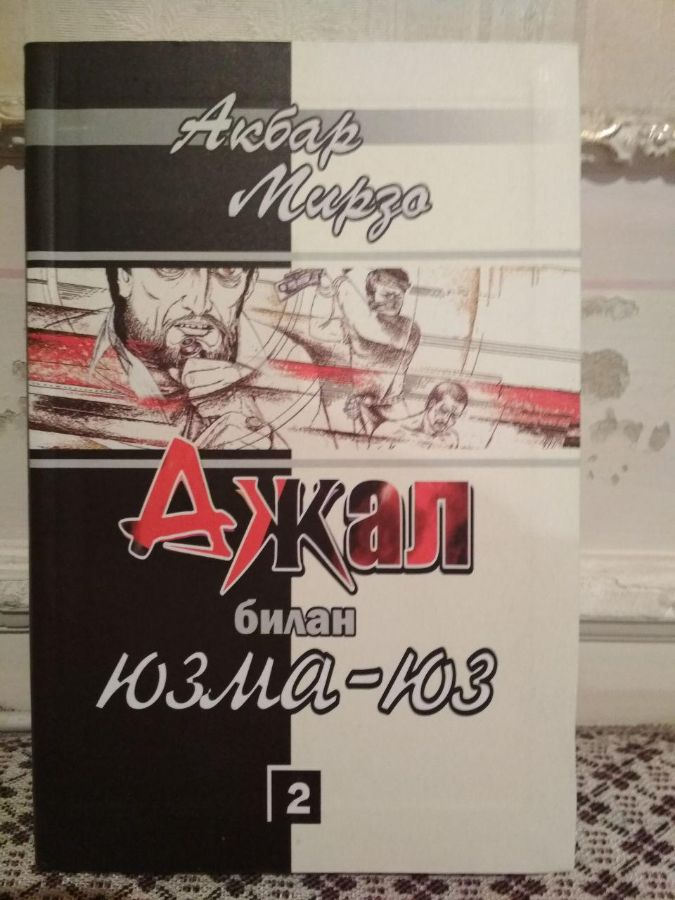 Акбар
Мирзо
Ажал
билан
юзма-юз
2